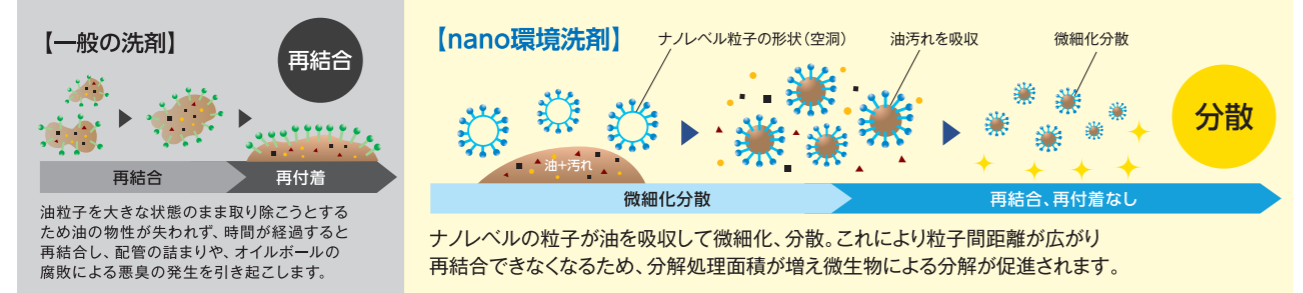 【一般の洗剤】
再結合
再結合
再付着
油粒子を大きな状態のまま取り除こうとする
ため油の物性が失われず、時間が経過すると
再結合し、配管の詰まりや、オイルボールの
腐敗による悪臭の発生を引き起こします。
【nano環境洗剤】
ナノレベル粒子の形状（空洞）
油汚れを吸収
微細化分散
油+汚れ
分散
微細化分散
再結合、再付着なし
ナノレベルの粒子が油を吸収して微細化、分散。これにより粒子間距離が広がり
再結合できなくなるため、分解処理面積が増え微生物による分解が促進されます。